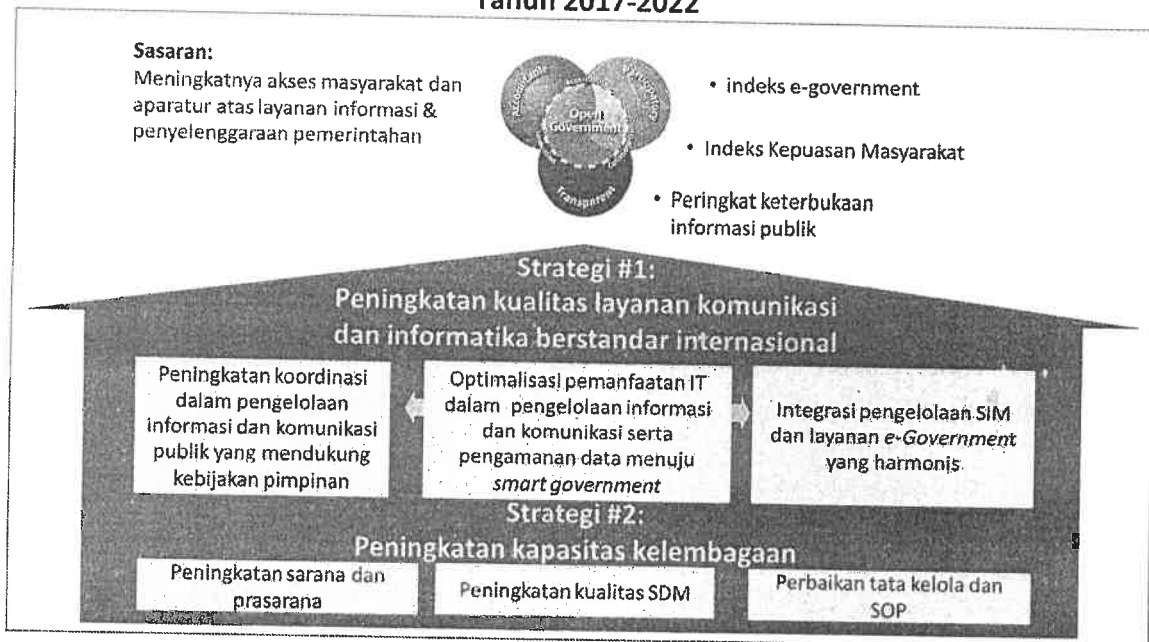 Tahun 2017-2022
Sasaran:
Meningkatnya akses masyarakat dan
aparatur atas layanan informasi &
penyelenggaraan pemerintahan
Accountable
Participatory
Open
Government
Transparent
• indeks e-government
• Indeks Kepuasan Masyarakat
• Peringkat keterbukaan
informasi publik
Strategi #1:
Peningkatan kualitas layanan komunikasi
dan informatika berstandar internasional
Peningkatan koordinasi
dalam pengelolaan
informasi dan komunikasi
publik yang mendukung
kebijakan pimpinan
Optimalisasi pemanfaatan IT
dalam pengelolaan informasi
dan komunikasi serta
pengamanan data menuju
smart government
Integrasi pengelolaan SIM
dan layanan e-Government
yang harmonis
Strategi #2:
Peningkatan kapasitas kelembagaan
Peningkatan sarana dan
prasarana
Peningkatan kualitas SDM
Perbaikan tata kelola dan
SOP